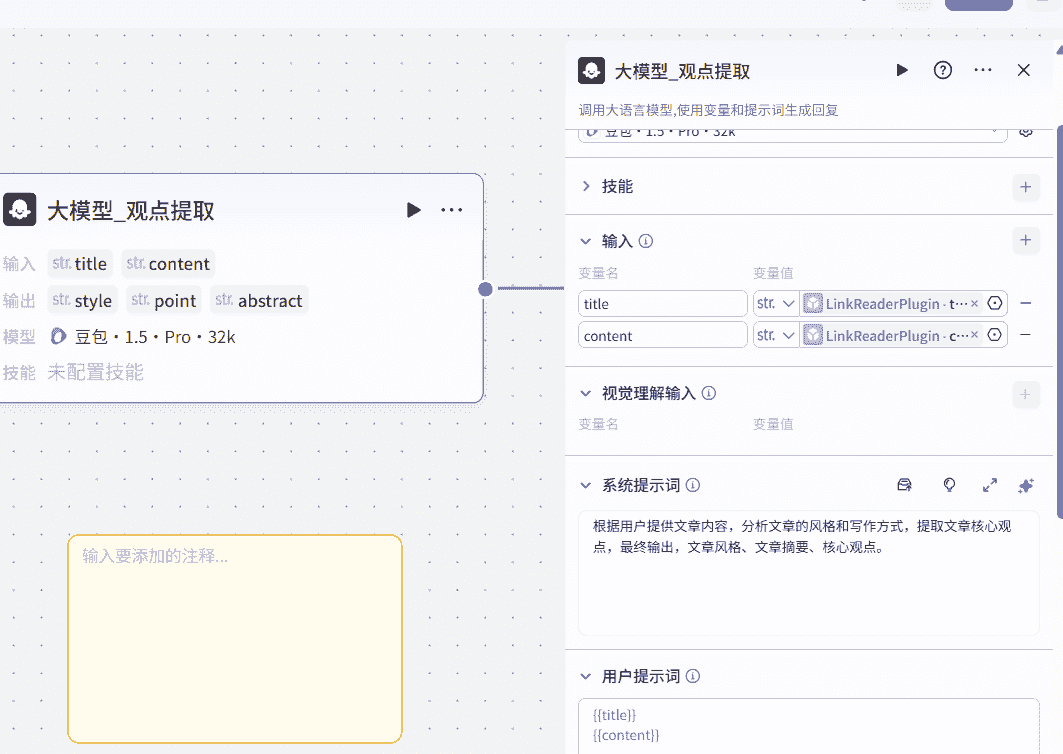 大模型_观点提取
输入 str. title str. content
输出 str. style str. point str. abstract
模型 豆包・1.5・Pro・32k
技能 未配置技能
输入要添加的注释...
大模型_观点提取
调用大语言模型,使用变量和提示词生成回复
豆包・1.5・Pro・32k
技能
输入
变量名 变量值
title str. LinkReaderPlugin - t··· ×
content str. LinkReaderPlugin - c··· ×
视觉理解输入
变量名 变量值
系统提示词
根据用户提供文章内容，分析文章的风格和写作方式，提取文章核心观
点，最终输出，文章风格、文章摘要、核心观点。
用户提示词
{{title}}
{{content}}